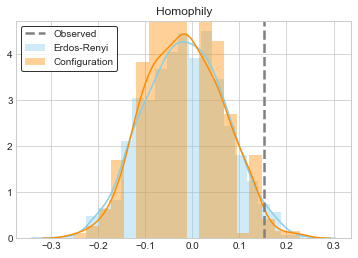 Homophily
Observed
Erdos-Renyi
Configuration
4
3
2
1
0
−0.3 −0.2 −0.1 0.0 0.1 0.2 0.3